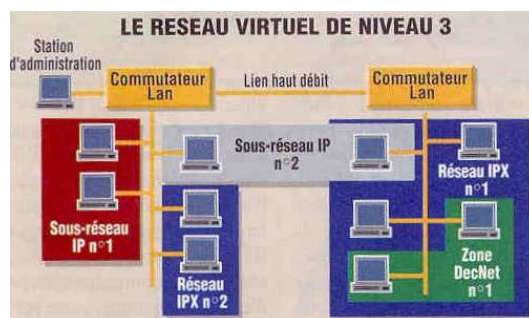 LE RESEAU VIRTUEL DE NIVEAU 3
Station
d'administration
Commutateur
Lan
Lien haut débit
Commutateur
Lan
Sous-réseau IP
n°2
Réseau IPX
n°1
Sous-réseau
IP n°1
Réseau
IPX n°2
Zone
DecNet
n°1